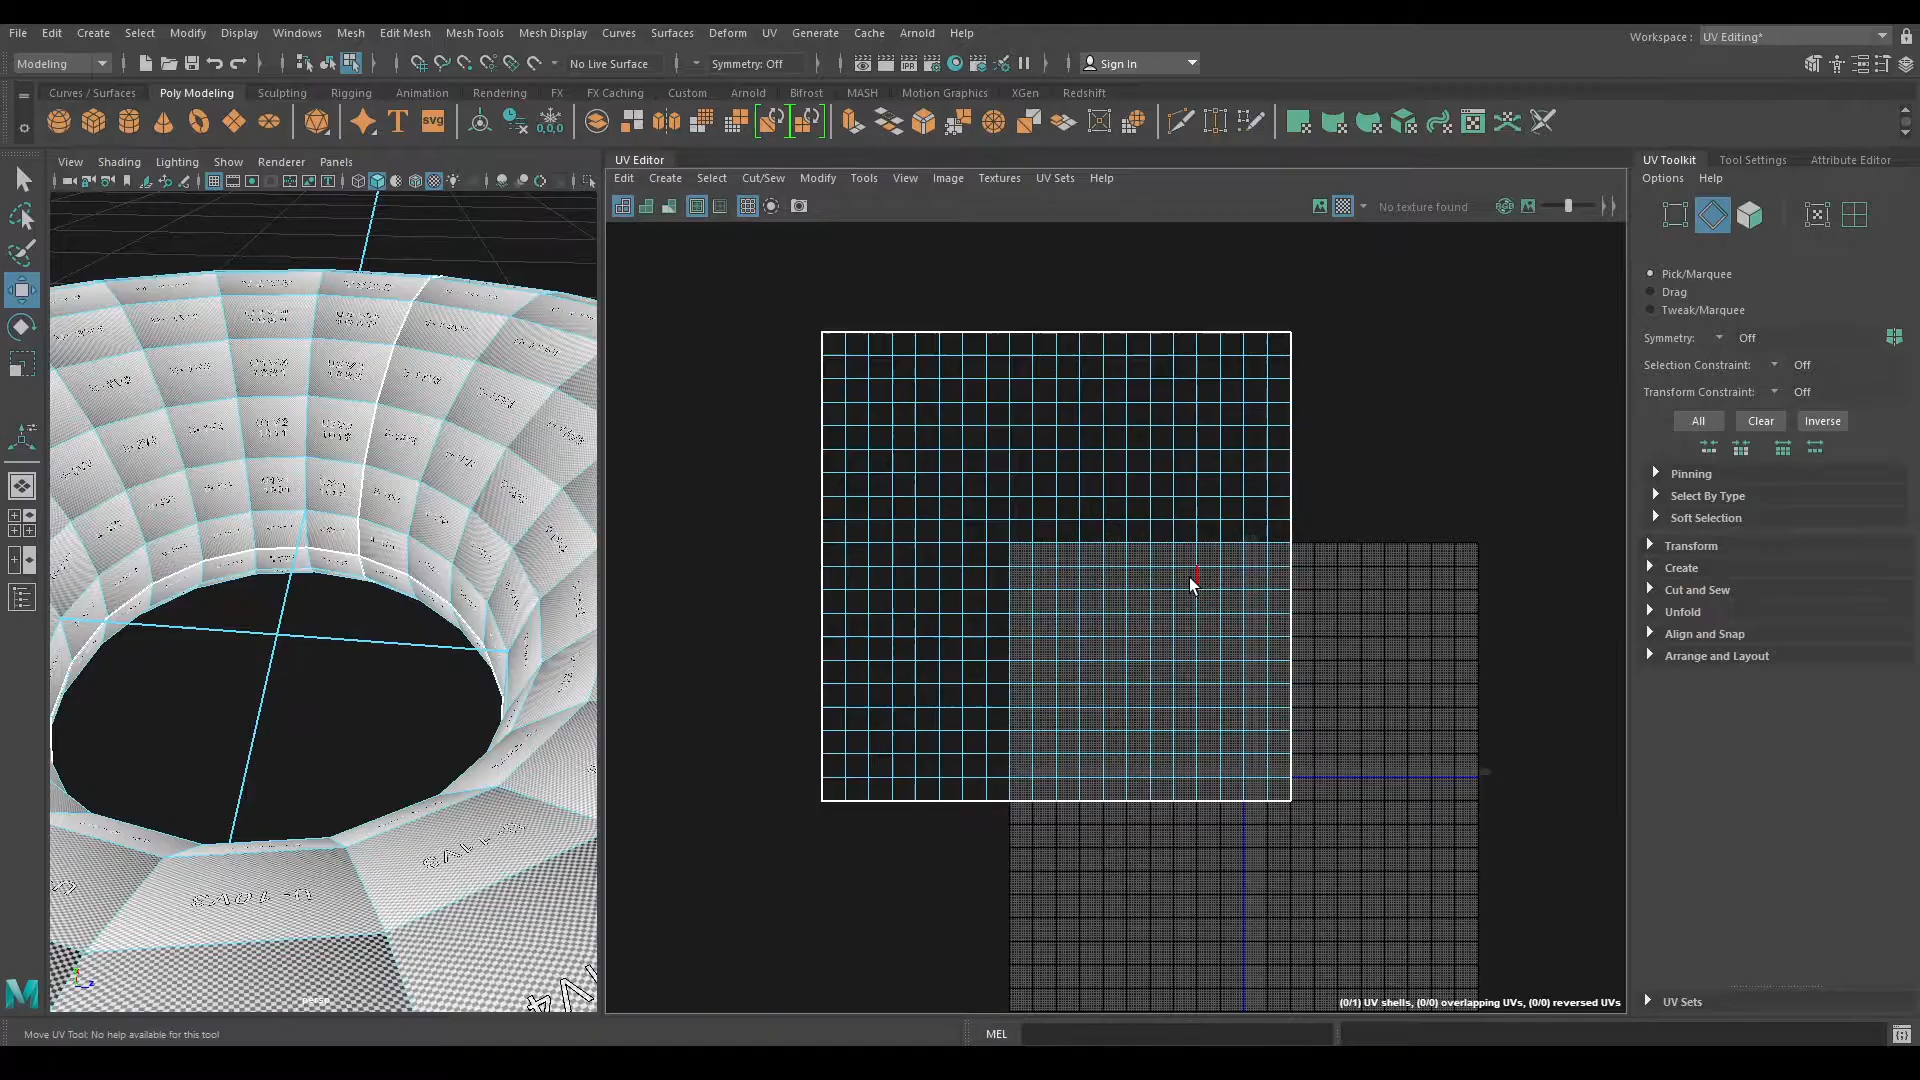 File Edit Create Select Modify Display Windows Mesh Edit Mesh Mesh Tools Mesh Display Curves Surfaces Deform UV Generate Cache Arnold Help
Workspace : UV Editing*
Modeling No Live Surface Symmetry: Off Sign In
Curves / Surfaces Poly Modeling Sculpting Rigging Animation Rendering FX FX Caching Custom Arnold Bifrost MASH Motion Graphics XGen Redshift
T svg 0,0,0
View Shading Lighting Show Renderer Panels
UV Editor
Edit Select Cut/Sew Modify Tools View Image Textures UV Sets Help
No texture found
UV Toolkit Tool Settings Attribute Editor
Options Help
Pick/Marquee
Drag
Tweak/Marquee
Symmetry: Off
Selection Constraint: Off
Transform Constraint: Off
All Clear Inverse
Pinning
Select By Type
Soft Selection
Transform
Create
Cut and Sew
Unfold
Align and Snap
Arrange and Layout
persp
(0/1) UV shells, (0/0) overlapping UVs, (0/0) reversed UVs
UV Sets
Move UV Tool: No help available for this tool
MEL